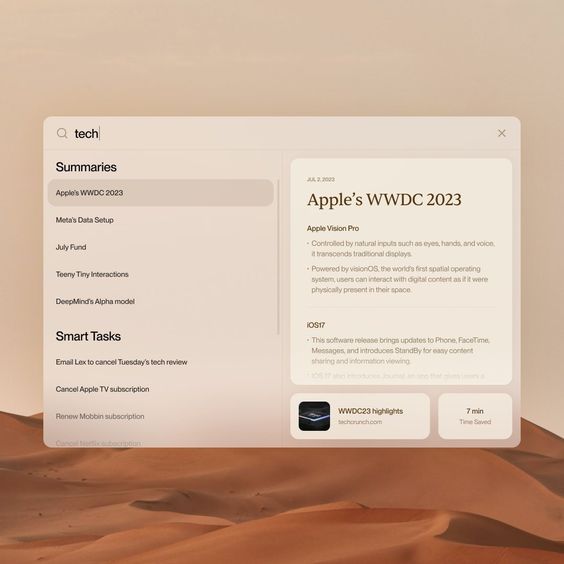 tech
Summaries
Apple's WWDC 2023
Meta's Data Setup
July Fund
Teeny Tiny Interactions
DeepMind's Alpha model
Smart Tasks
Email Lex to cancel Tuesday's tech review
Cancel Apple TV subscription
Renew Mobbin subscription
Cancel Netflix subscription
JUL 2, 2023
Apple’s WWDC 2023
Apple Vision Pro
• Controlled by natural inputs such as eyes, hands, and voice,
it transcends traditional displays.
• Powered by visionOS, the world's first spatial operating
system, users can interact with digital content as if it were
physically present in their space.
iOS17
• This software release brings updates to Phone, FaceTime,
Messages, and introduces StandBy for easy content
sharing and information viewing.
• IOS 17 also introduces Journal, an app that gives users a
WWDC23 highlights
techcrunch.com
7 min
Time Saved